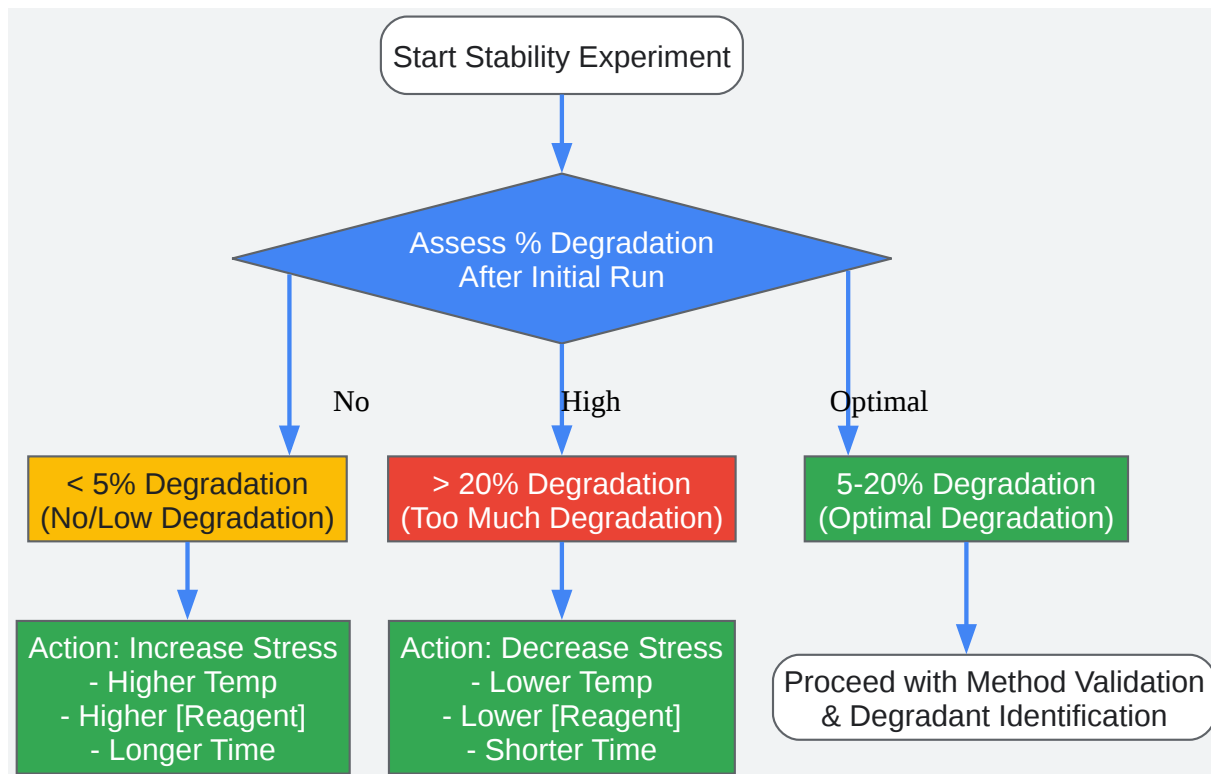 Start Stability Experiment
Assess % Degradation
After Initial Run
No
High
Optimal
< 5% Degradation
(No/Low Degradation)
> 20% Degradation
(Too Much Degradation)
5-20% Degradation
(Optimal Degradation)
Action: Increase Stress
- Higher Temp
- Higher [Reagent]
- Longer Time
Action: Decrease Stress
- Lower Temp
- Lower [Reagent]
- Shorter Time
Proceed with Method Validation
& Degradant Identification